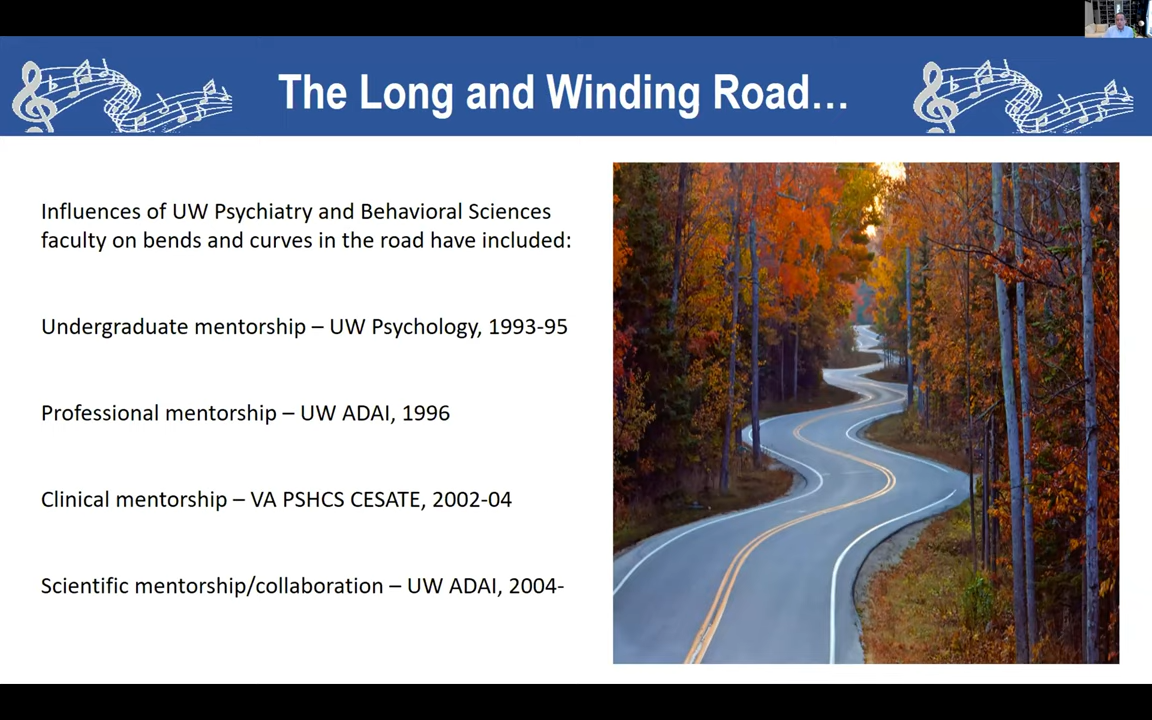 The Long and Winding Road…
Influences of UW Psychiatry and Behavioral Sciences
faculty on bends and curves in the road have included:
Undergraduate mentorship – UW Psychology, 1993-95
Professional mentorship – UW ADAI, 1996
Clinical mentorship – VA PSHCS CESATE, 2002-04
Scientific mentorship/collaboration – UW ADAI, 2004-